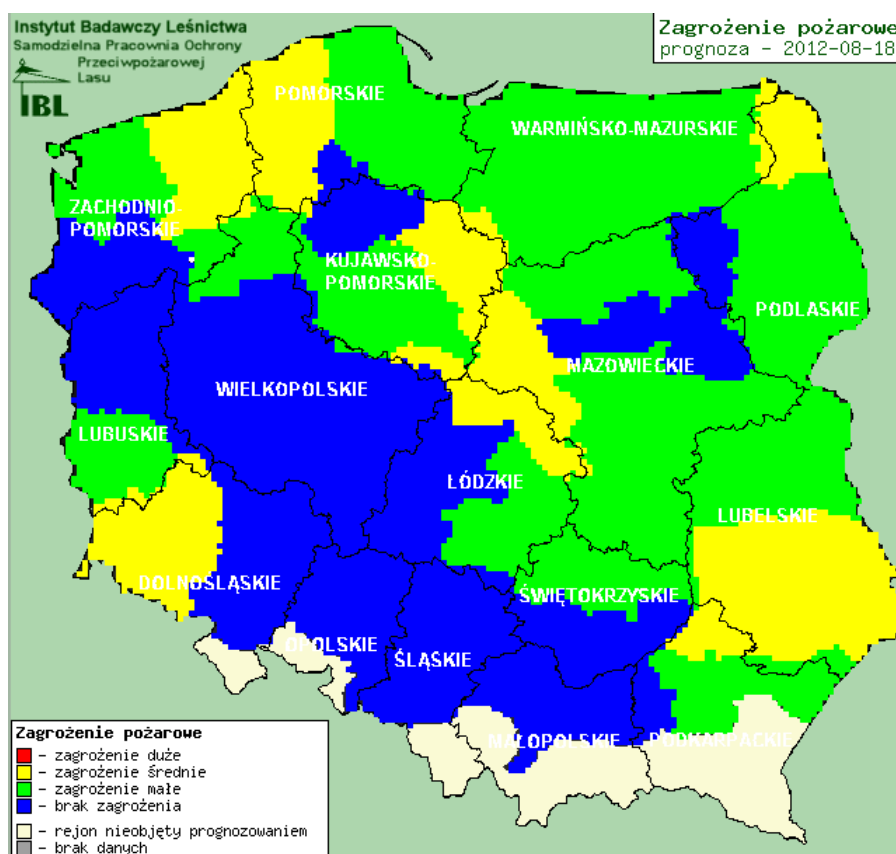 Instytut Badawczy Leśnictwa
Samodzielna Pracownia Ochrony
Przeciwpożarowej
Lasu
IBL
Zagrożenie pożarowe
prognoza - 2012-08-18
POMORSKIE
WARMIŃSKO-MAZURSKIE
ZACHODNIO-
POMORSKIE
KUJAWSKO-
POMORSKIE
PODLASKIE
MAZOWIECKIE
WIELKOPOLSKIE
LUBUSKIE
ŁÓDZKIE
LUBELSKIE
DOLNOŚLĄSKIE
ŚWIĘTOKRZYSKIE
OPOLSKIE
ŚLĄSKIE
MAŁOPOLSKIE
PODKARPACKIE
Zagrożenie pożarowe
- zagrożenie duże
- zagrożenie średnie
- zagrożenie małe
- brak zagrożenia
- rejon nieobjęty prognozowaniem
- brak danych